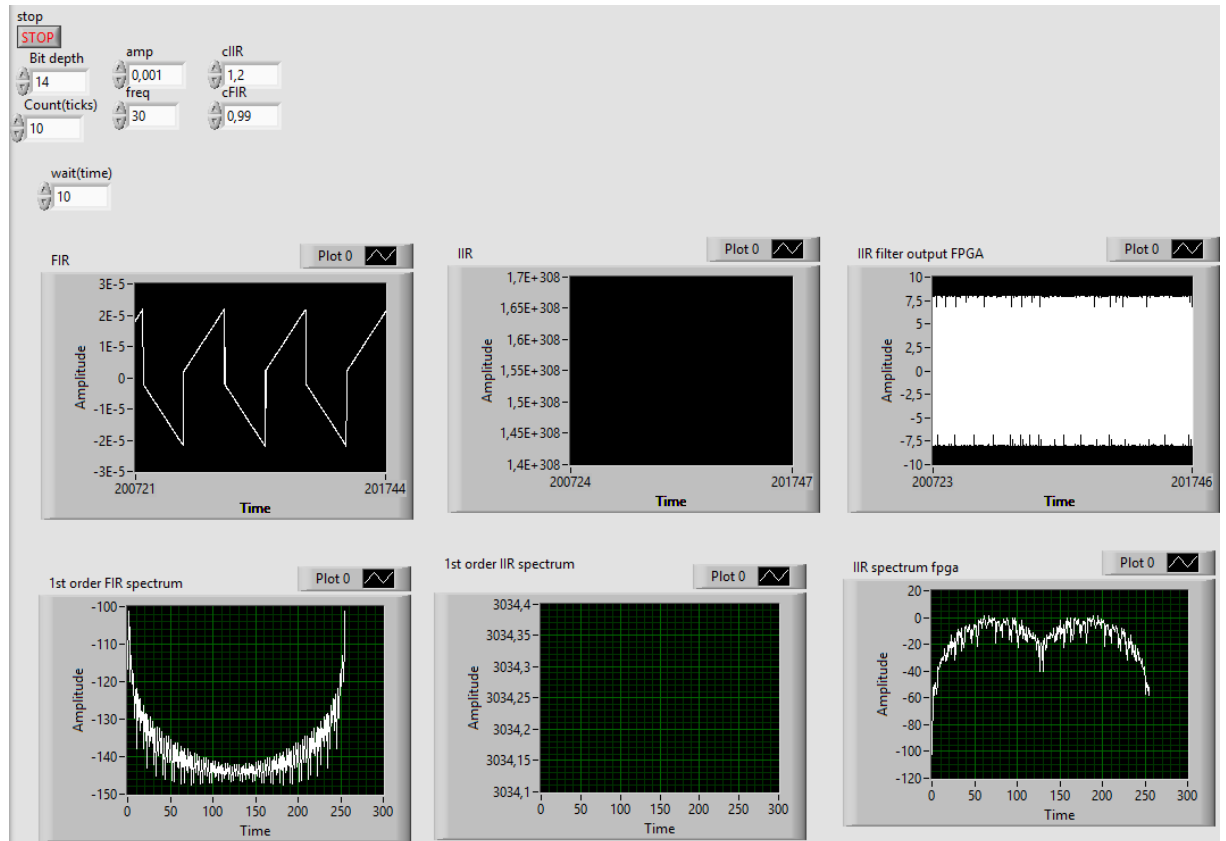 stop
STOP
Bit depth
14
amp
0,001
cIIR
1,2
Count(ticks)
10
freq
30
cFIR
0,99
wait(time)
10
FIR
Plot 0
3E-5
2E-5
1E-5
0
-1E-5
-2E-5
-3E-5
Amplitude
200721 201744
Time
IIR
Plot 0
1,7E+308
1,65E+308
1,6E+308
1,55E+308
1,5E+308
1,45E+308
1,4E+308
Amplitude
200724 201747
Time
IIR filter output FPGA
Plot 0
10
7,5
5
2,5
0
-2,5
-5
-7,5
-10
Amplitude
200723 201746
Time
1st order FIR spectrum
Plot 0
-100
-110
-120
-130
-140
-150
Amplitude
0 50 100 150 200 250 300
Time
1st order IIR spectrum
Plot 0
3034,4
3034,35
3034,3
3034,25
3034,2
3034,15
3034,1
Amplitude
0 50 100 150 200 250 300
Time
IIR spectrum fpga
Plot 0
20
0
-20
-40
-60
-80
-100
-120
Amplitude
0 50 100 150 200 250 300
Time